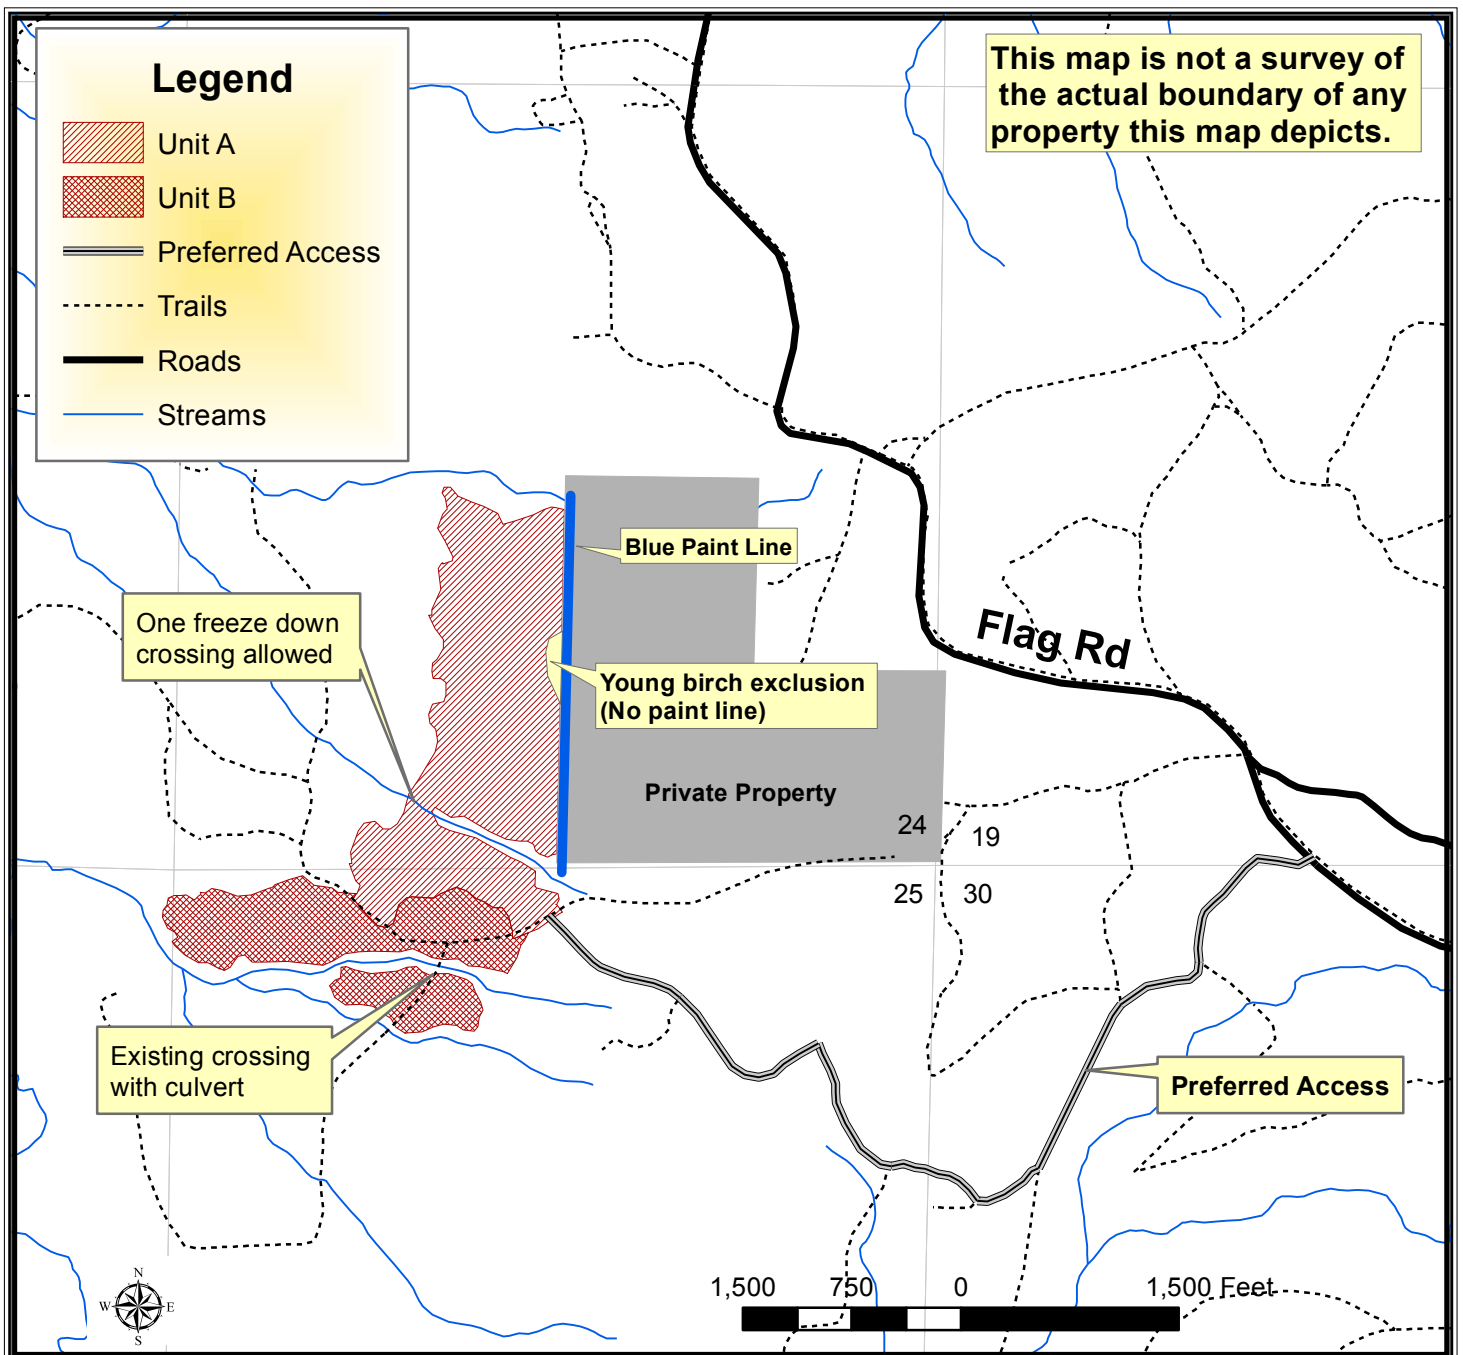 Legend
Unit A
Unit B
Preferred Access
Trails
Roads
Streams
This map is not a survey of
the actual boundary of any
property this map depicts.
Blue Paint Line
One freeze down
crossing allowed
Flag Rd
Young birch exclusion
(No paint line)
Private Property
24
19
25
30
Existing crossing
with culvert
Preferred Access
N
W
E
S
1,500
750
0
1,500 Feet